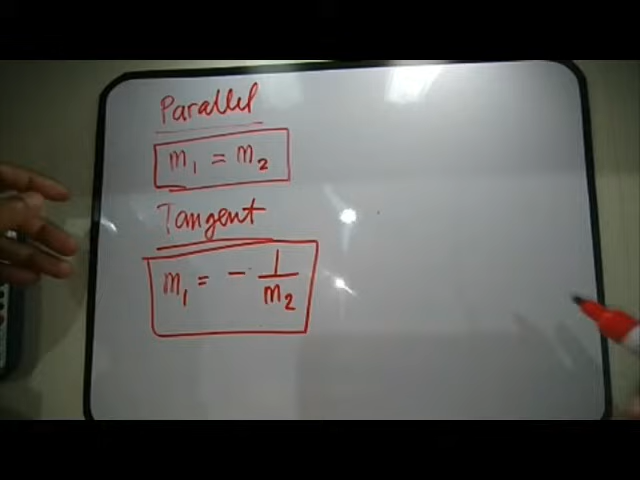 Parallel
m₁ = m₂
Tangent
m₁ = - 1/m₂